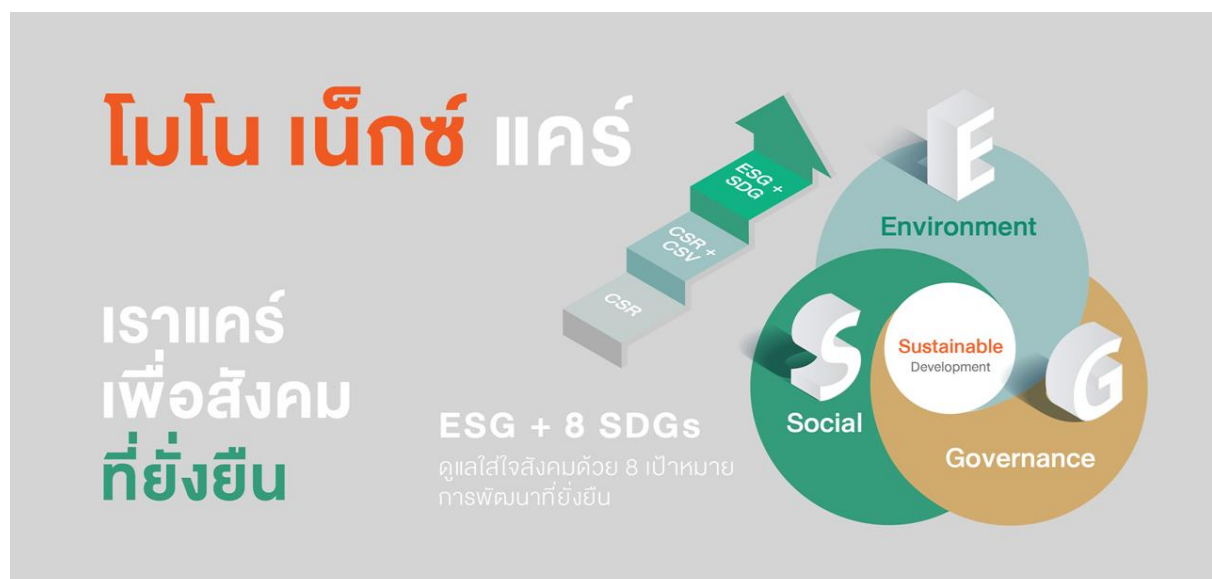 โมโน เน็กซ์ แคร์
เราแคร์
เพื่อสังคม
ที่ยั่งยืน
ESG + 8 SDGs
ดูแลใส่ใจสังคมด้วย 8 เป้าหมาย
การพัฒนาที่ยั่งยืน
CSR
CSR +
CSV
ESG +
SDG
E
Environment
S
Social
Sustainable
Development
G
Governance